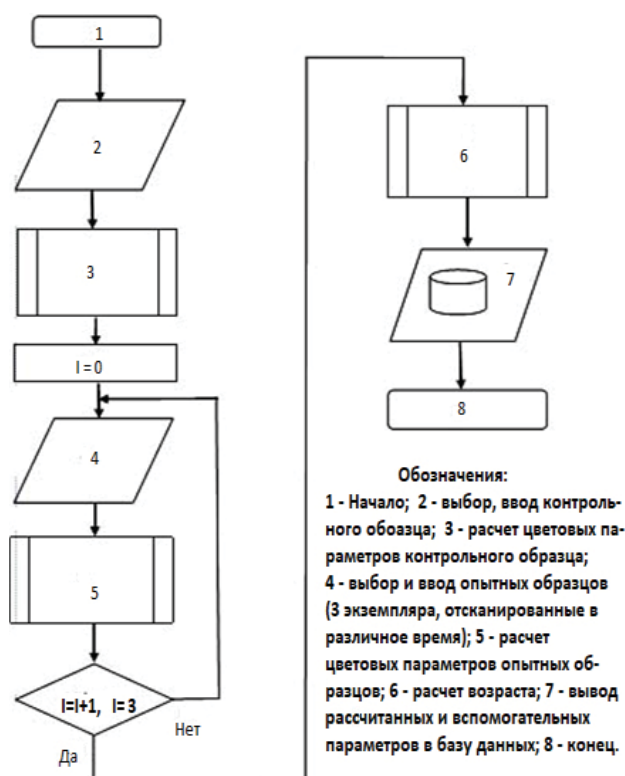 1
2
3
I = 0
4
5
I=I+1, I= 3
Нет
Да
6
7
8
Обозначения:
1 - Начало; 2 - выбор, ввод контроль-
ного обоазца; 3 - расчет цветовых па-
раметров контрольного образца;
4 - выбор и ввод опытных образцов
(3 экземпляра, отсканированные в
различное время); 5 - расчет
цветовых параметров опытных об-
разцов; 6 - расчет возраста; 7 - вывод
рассчитанных и вспомогательных
параметров в базу данных; 8 - конец.